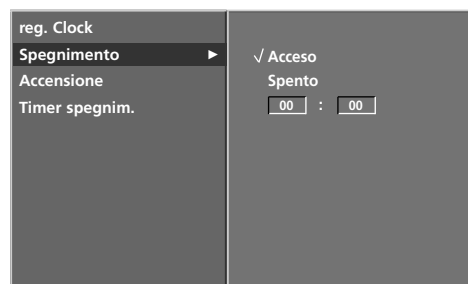 reg. Clock
Spegnimento ►
Accensione
Timer spegnim.
√ Acceso
Spento
00 : 00